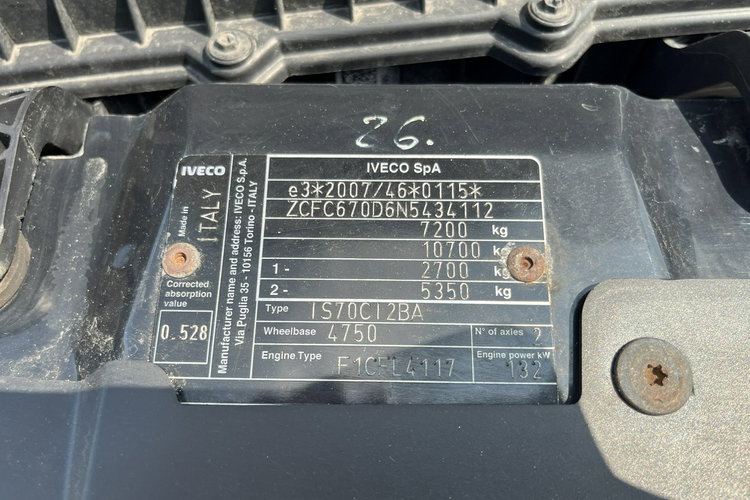 26.
IVECO
IVECO SpA
e3*2007/46*0115*
ZCFC670D6N5434112
7200 kg
10700 kg
1- 2700 kg
2- 5350 kg
Type IS70CI2BA
Wheelbase 4750 N° of axles 2
Engine Type F1CFL4117 Engine power kW 132
Made in ITALY
Corrected
absorption
value
0.528
Manufacturer name and address: IVECO S.p.A.
Via Puglia 35 - 10156 Torino - ITALY